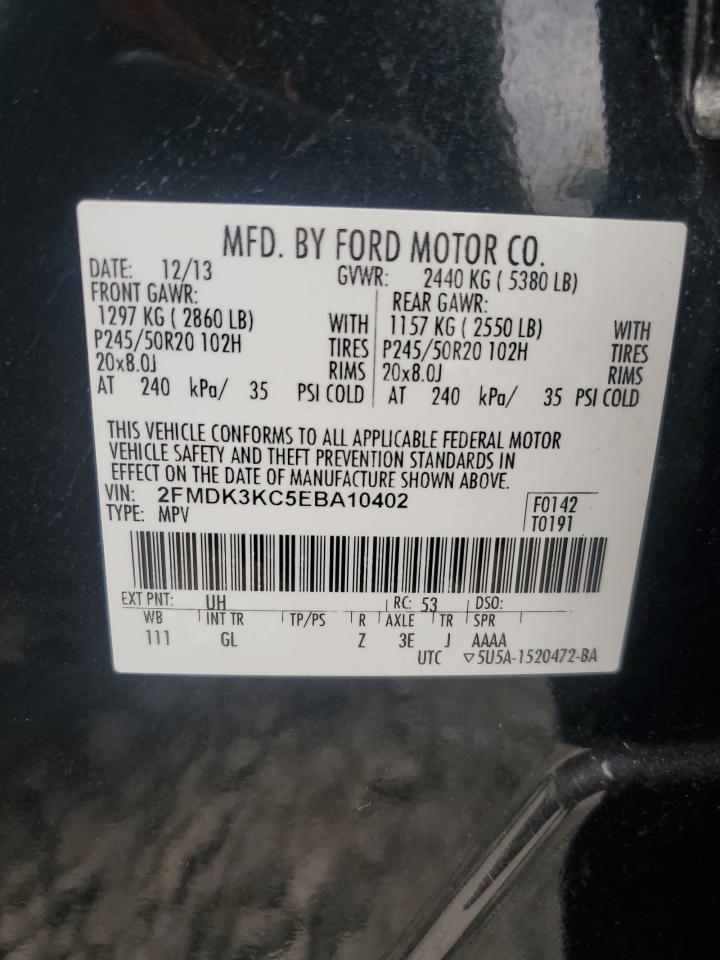 MFD. BY FORD MOTOR CO.
DATE: 12/13 GVWR: 2440 KG ( 5380 LB)
FRONT GAWR: REAR GAWR:
1297 KG ( 2860 LB) WITH 1157 KG ( 2550 LB) WITH
P245/50R20 102H TIRES P245/50R20 102H TIRES
20x8.0J RIMS 20x8.0J RIMS
AT 240 kPa/ 35 PSI COLD AT 240 kPa/ 35 PSI COLD
THIS VEHICLE CONFORMS TO ALL APPLICABLE FEDERAL MOTOR
VEHICLE SAFETY AND THEFT PREVENTION STANDARDS IN
EFFECT ON THE DATE OF MANUFACTURE SHOWN ABOVE.
VIN: 2FMDK3KC5EBA10402 F0142
TYPE: MPV T0191
EXT PNT: UH RC: 53 DSO:
WB INT TR TP/PS R AXLE TR SPR
111 GL Z 3E J AAAA
UTC ▽5U5A-1520472-BA